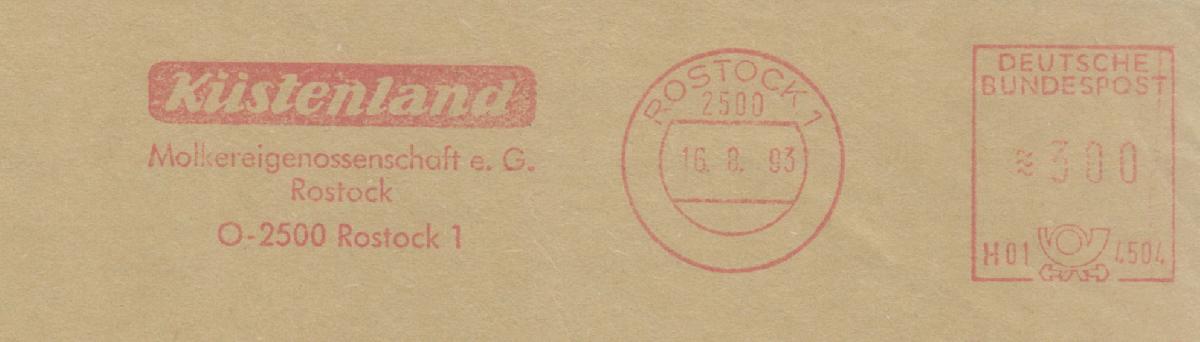 Küstenland
Molkereigenossenschaft e. G.
Rostock
O-2500 Rostock 1
ROSTOCK 1
2500
16. 8. 93
DEUTSCHE
BUNDESPOST
≈300
H01 4504